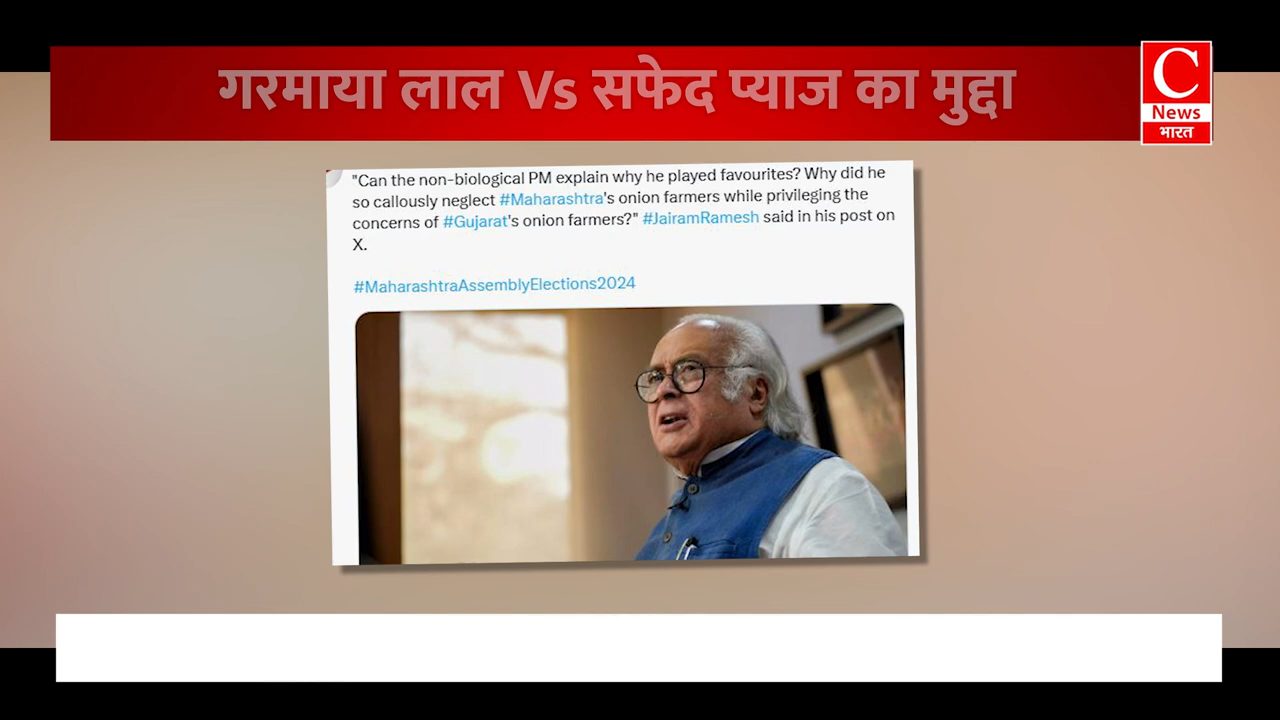 गरमाया लाल Vs सफेद प्याज का मुद्दा
C
News
भारत
"Can the non-biological PM explain why he played favourites? Why did he
so callously neglect #Maharashtra's onion farmers while privileging the
concerns of #Gujarat's onion farmers?" #JairamRamesh said in his post on
X.
#MaharashtraAssemblyElections2024